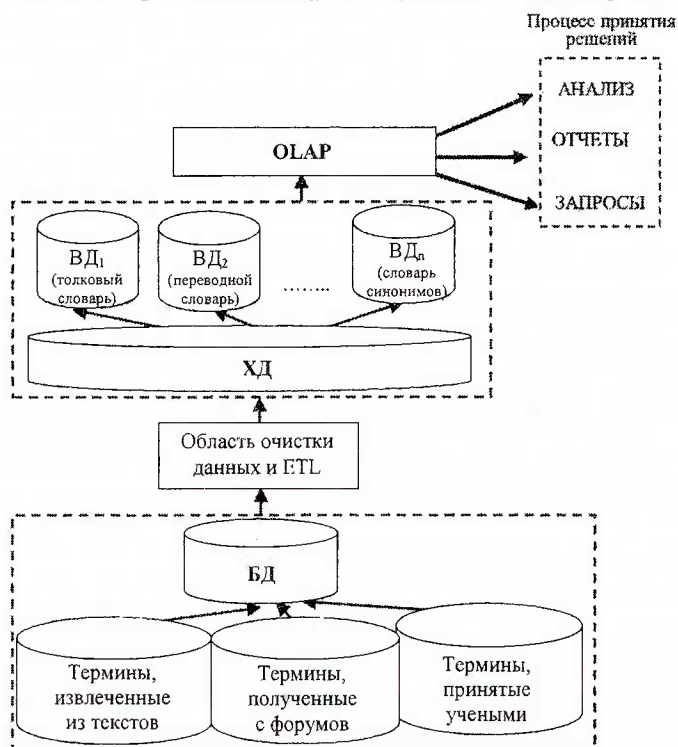 Процесс принятия
решений
АНАЛИЗ
ОТЧЕТЫ
ЗАПРОСЫ
OLAP
ВД₁
(толковый
словарь)
ВД₂
(переводной
словарь)
........
ВДₙ
(словарь
синонимов)
ХД
Область очистки
данных и ETL
БД
Термины,
извлеченные
из текстов
Термины,
полученные
с форумов
Термины,
принятые
учеными